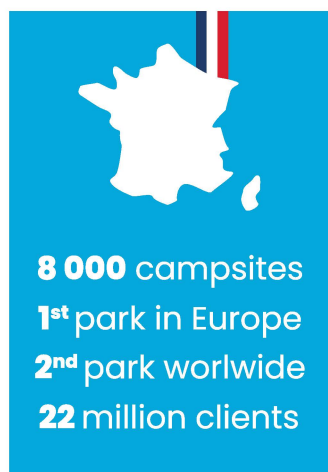 8 000 campsites
1st park in Europe
2nd park worlwide
22 million clients